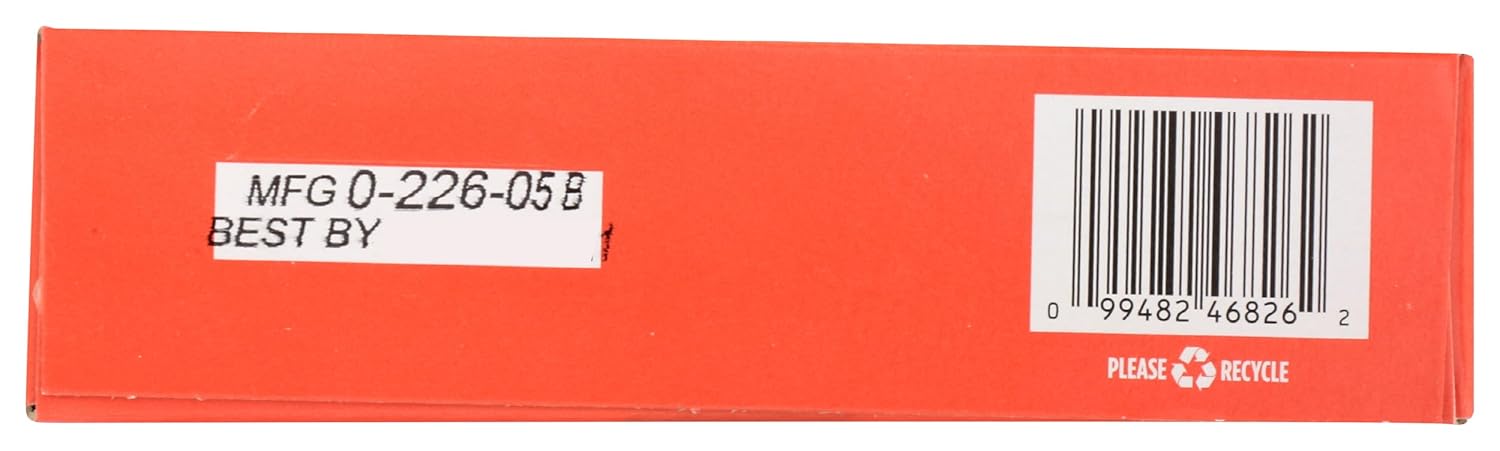 MFG 0-226-05 B
BEST BY
0 99482 46826 2
PLEASE RECYCLE